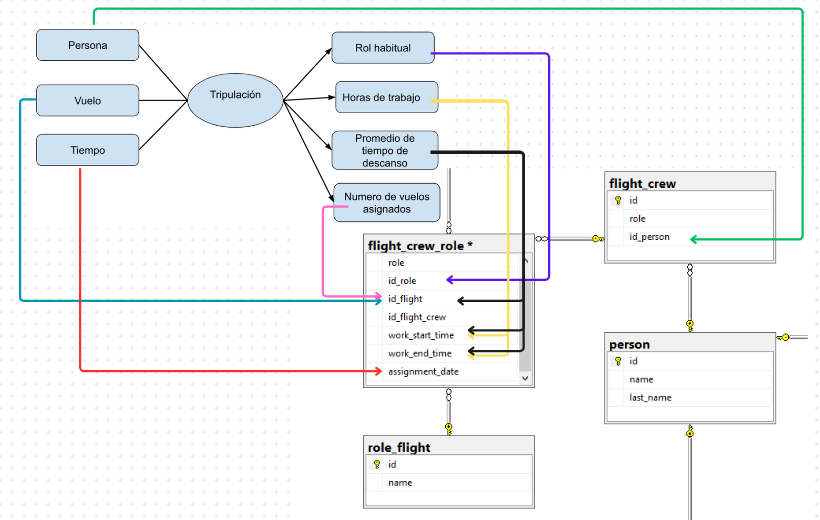 Persona
Vuelo
Tiempo
Tripulación
Rol habitual
Horas de trabajo
Promedio de
tiempo de
descanso
Numero de vuelos
asignados
flight_crew_role *
role
id_role
id_flight
id_flight_crew
work_start_time
work_end_time
assignment_date
flight_crew
id
role
id_person
person
id
name
last_name
role_flight
id
name